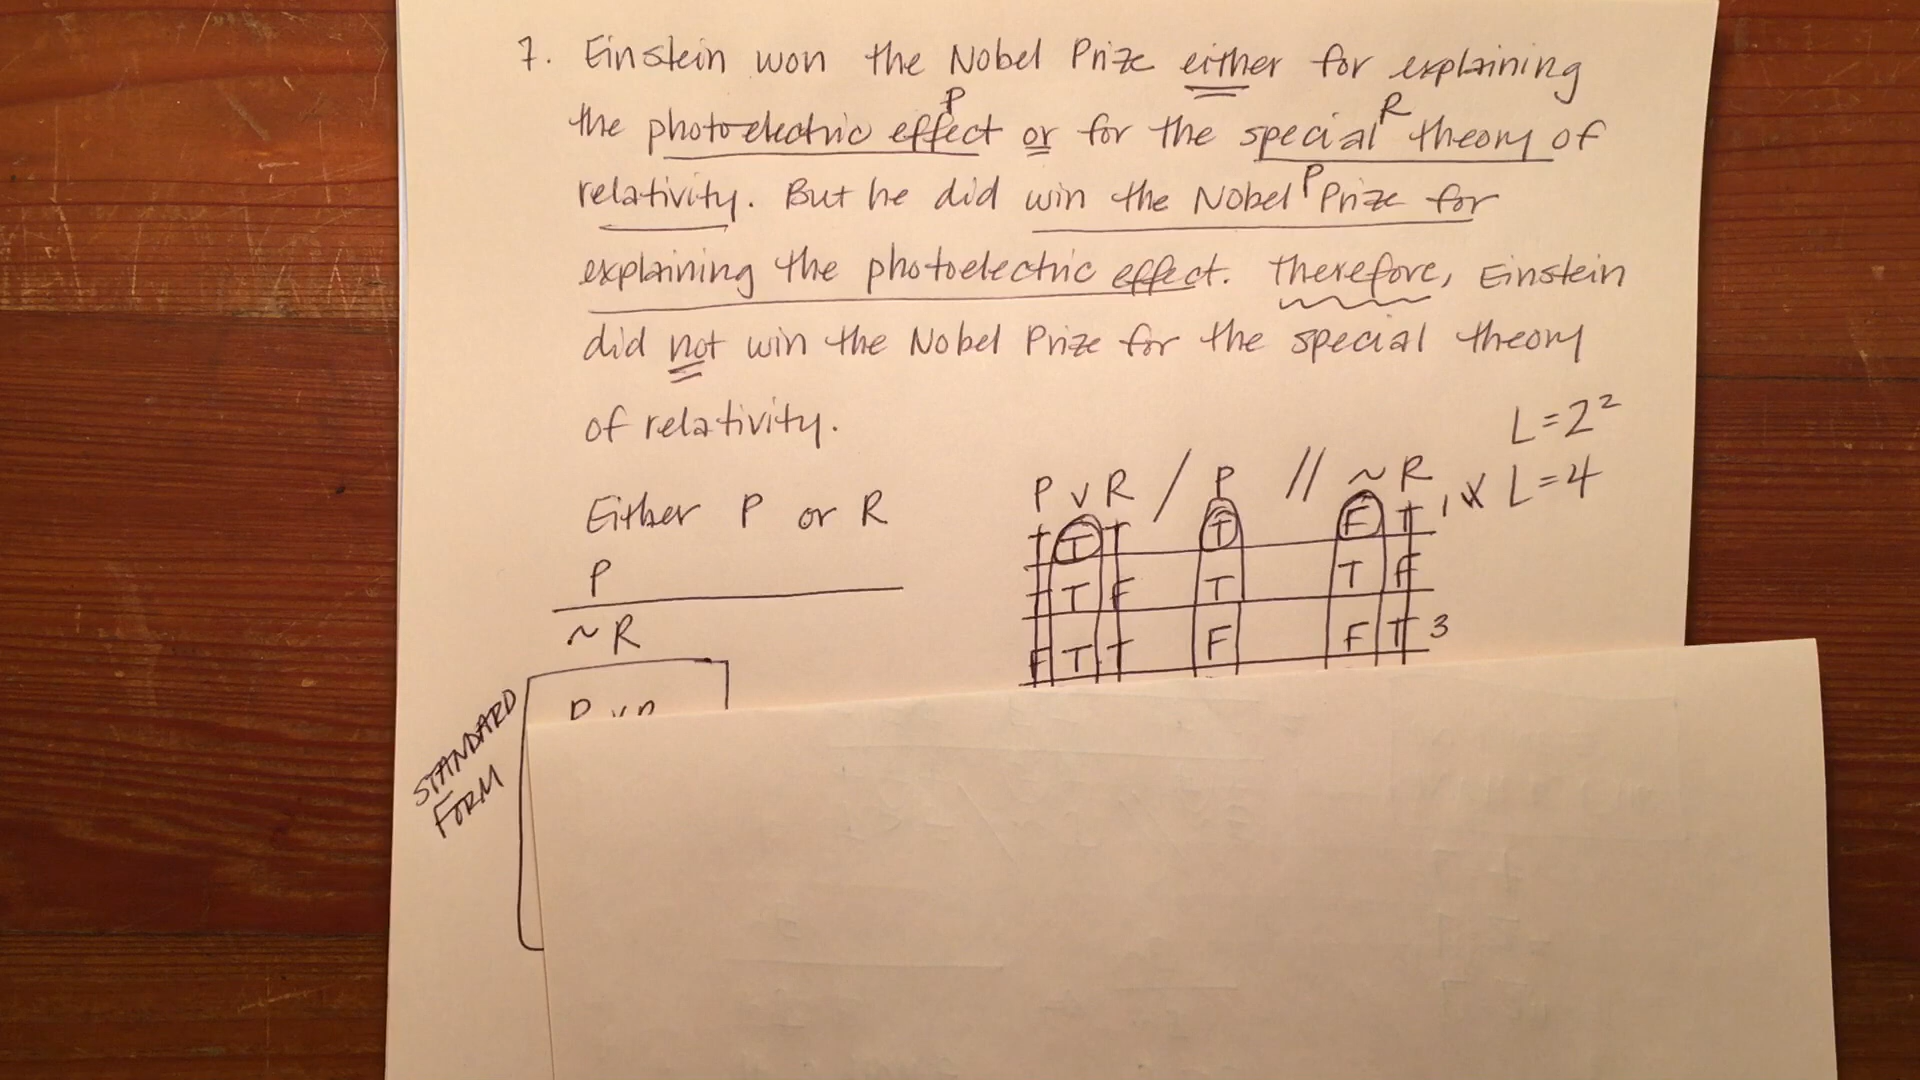 7. Einstein won the Nobel Prize either for explaining
P R
the photoelectric effect or for the special theory of
P
relativity. But he did win the Nobel Prize for
explaining the photoelectric effect. Therefore, Einstein
did not win the Nobel Prize for the special theory
of relativity.
L=2²
L=4
Either P or R
P
~R
STANDARD
FORM
P v R / P // ~ R
T T T T F T 1
T T F T T F
F T T F F T 3